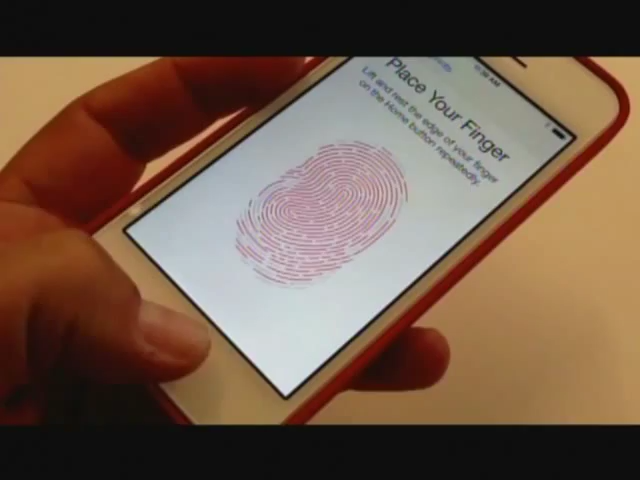 Place Your Finger
Lift and rest the edge of your finger
on the Home button repeatedly.